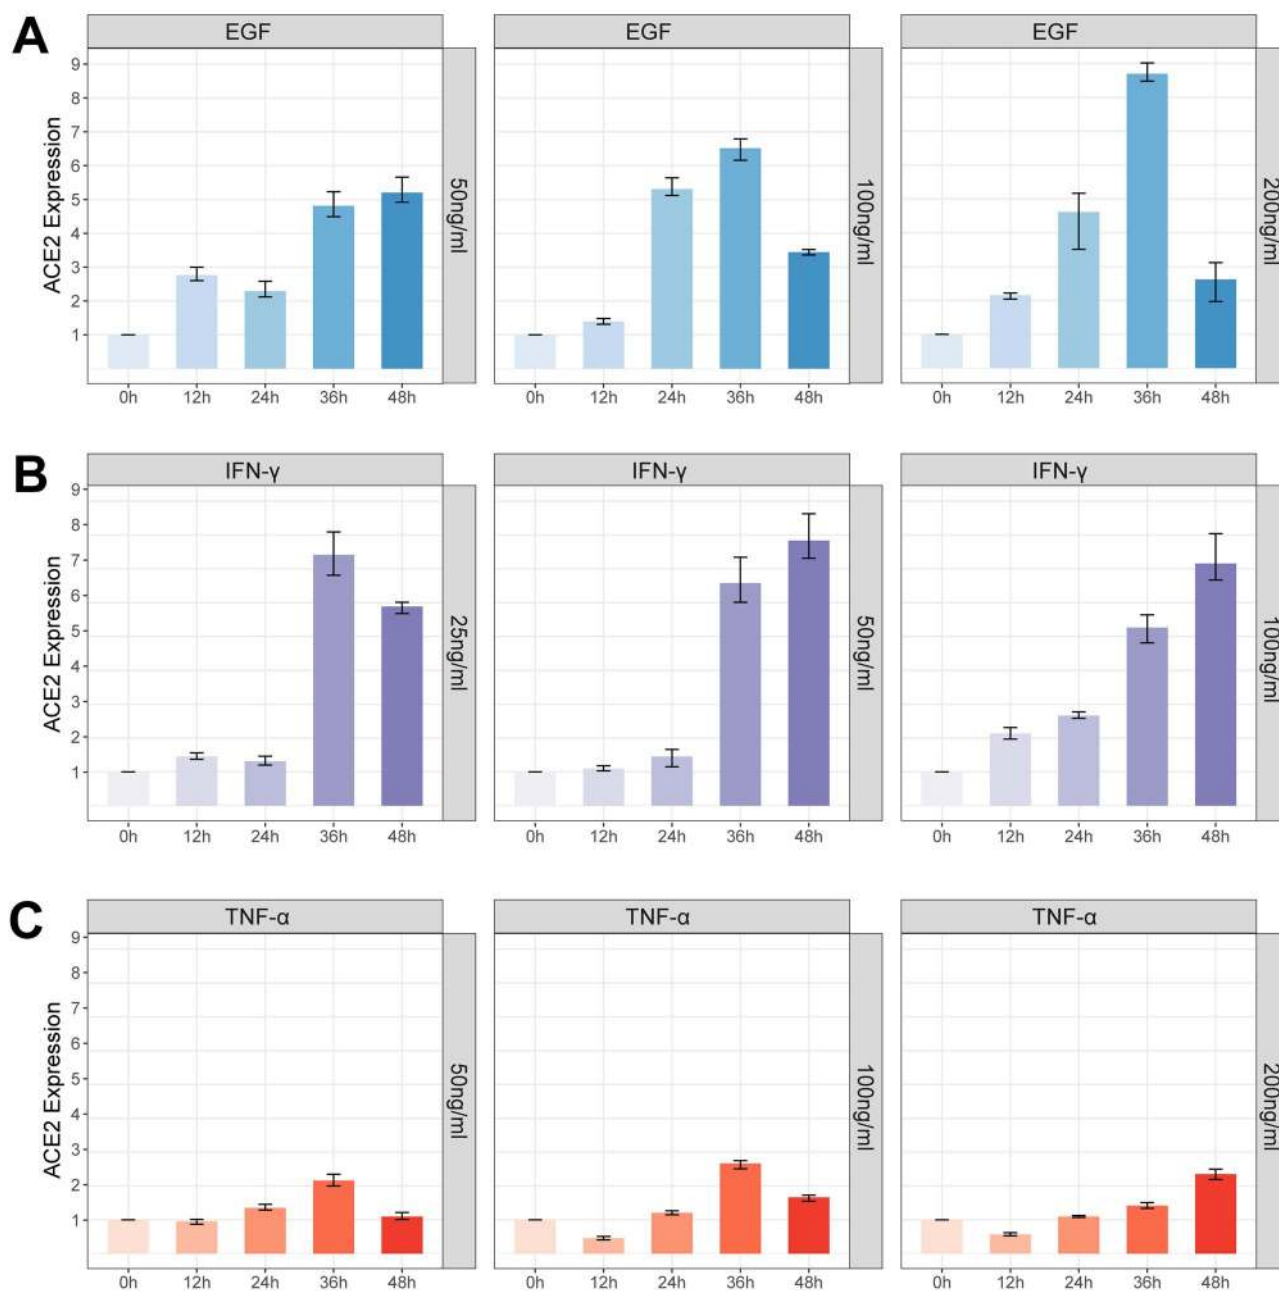 A
EGF EGF EGF
ACE2 Expression
9
8
7
6
5
4
3
2
1
50ng/ml
100ng/ml
200ng/ml
0h 12h 24h 36h 48h 0h 12h 24h 36h 48h 0h 12h 24h 36h 48h
B
IFN-γ IFN-γ IFN-γ
ACE2 Expression
9
8
7
6
5
4
3
2
1
25ng/ml
50ng/ml
100ng/ml
0h 12h 24h 36h 48h 0h 12h 24h 36h 48h 0h 12h 24h 36h 48h
C
TNF-α TNF-α TNF-α
ACE2 Expression
9
8
7
6
5
4
3
2
1
50ng/ml
100ng/ml
200ng/ml
0h 12h 24h 36h 48h 0h 12h 24h 36h 48h 0h 12h 24h 36h 48h